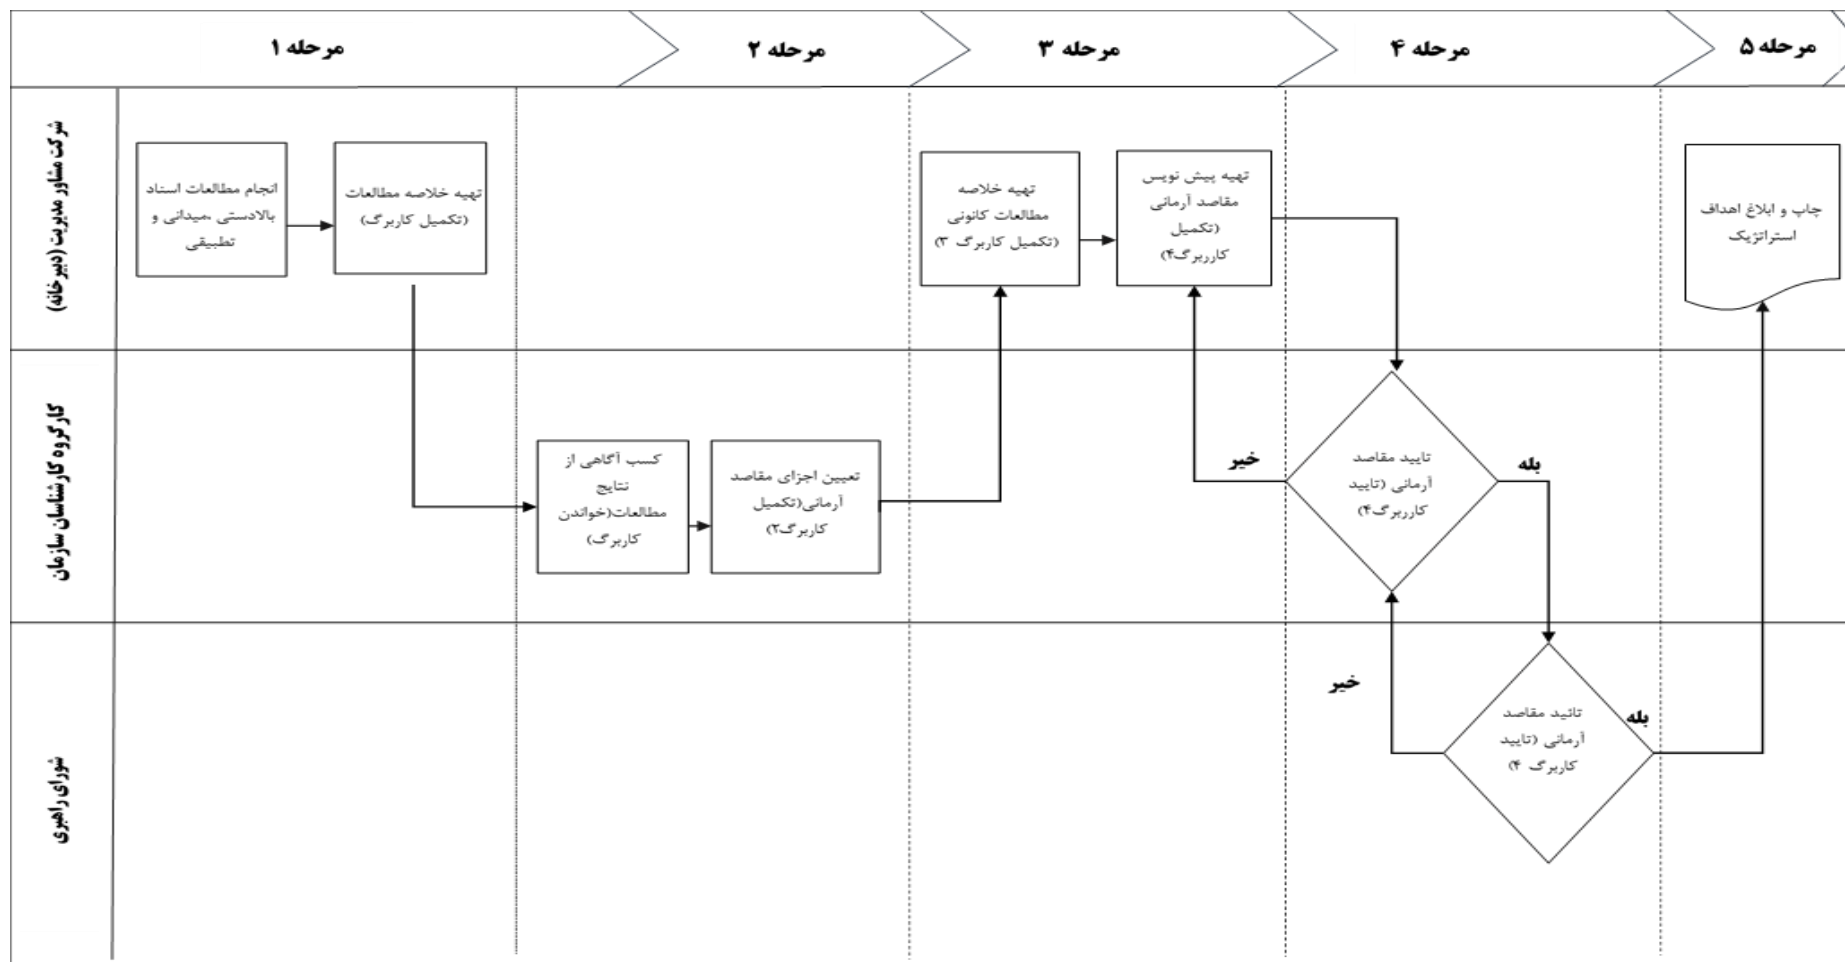 مرحله ۱
مرحله ۲
مرحله ۳
مرحله ۴
مرحله ۵
شرکت مشاور مدیریت (دبیرخانه)
انجام مطالعات اسناد
بالادستی ،میدانی و
تطبیقی
تهیه خلاصه مطالعات
(تکمیل کاربرگ)
تهیه خلاصه
مطالعات کانونی
(تکمیل کاربرگ ۳)
تهیه پیش نویس
مقاصد آرمانی
(تکمیل
کارربرگ۴)
چاپ و ابلاغ اهداف
استراتژیک
کارگروه کارشناسان سازمان
کسب آگاهی از
نتایج
مطالعات(خواندن
کاربرگ)
تعیین اجزای مقاصد
آرمانی(تکمیل
کاربرگ۲)
خیر
تایید مقاصد
آرمانی (تایید
کارربرگ۴)
بله
شورای راهبری
خیر
تائید مقاصد
آرمانی (تایید
کاربرگ ۴)
بله